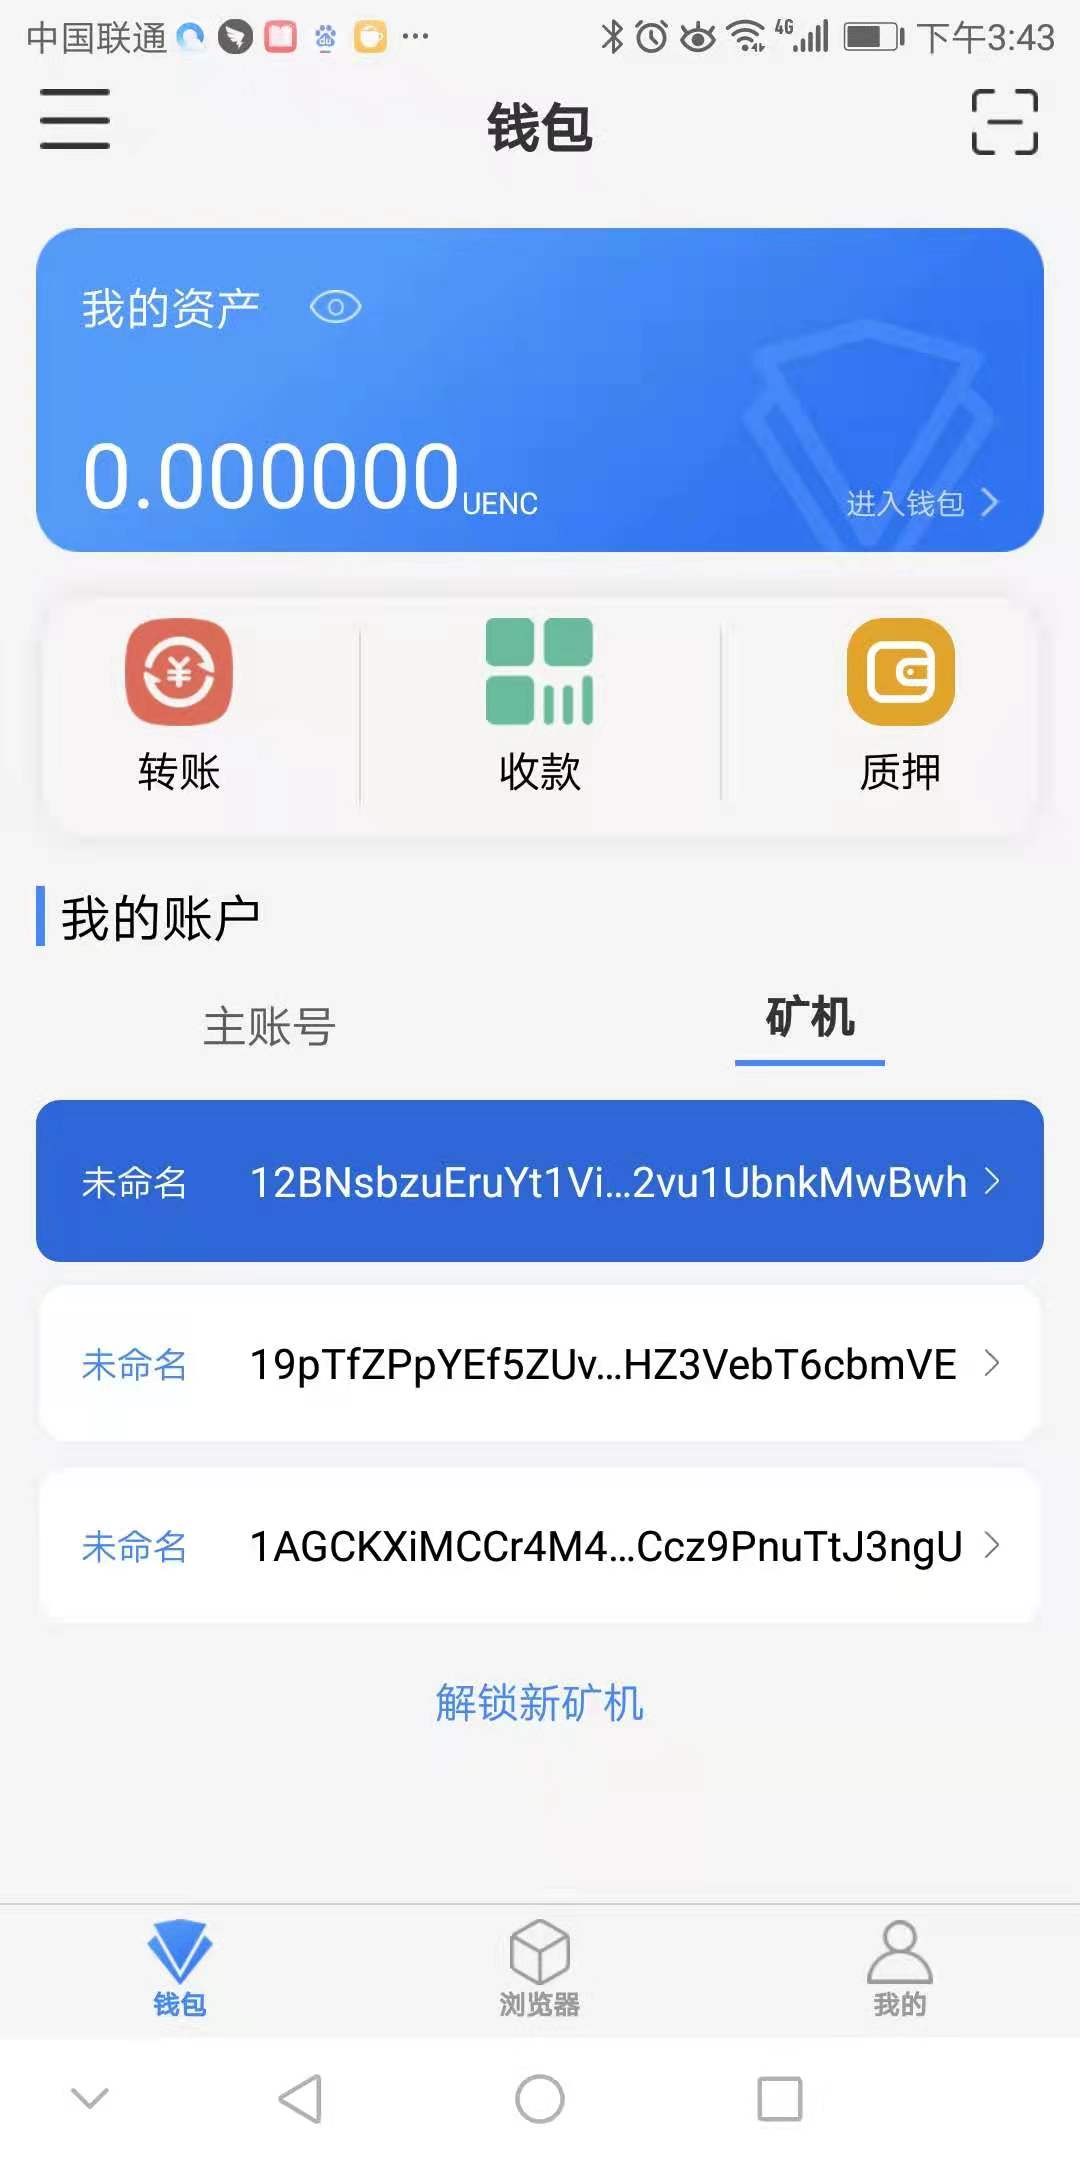 中国联通 4G 下午3:43
钱包
我的资产
0.000000 UENC
进入钱包
转账 收款 质押
我的账户
主账号 矿机
未命名 12BNsbzuEruYt1Vi...2vu1UbnkMwBwh
未命名 19pTfZPpYEf5ZUv...HZ3VebT6cbmVE
未命名 1AGCKXiMCCr4M4...Ccz9PnuTtJ3ngU
解锁新矿机
钱包 浏览器 我的